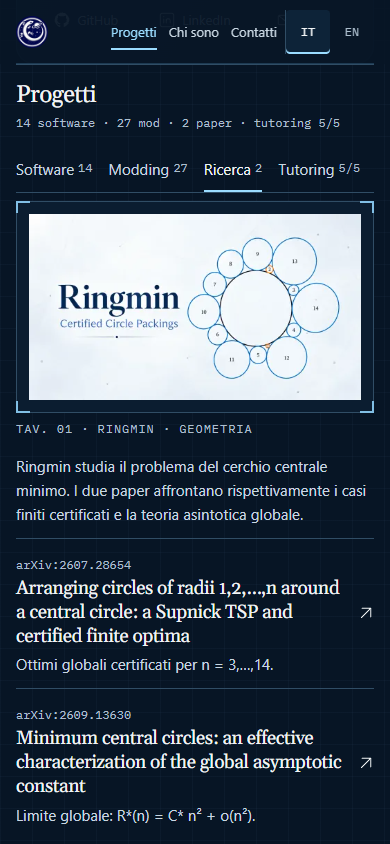 GitHub
LinkedIn
Progetti Chi sono Contatti IT EN
Progetti
14 software · 27 mod · 2 paper · tutoring 5/5
Software 14 Modding 27 Ricerca 2 Tutoring 5/5
Ringmin
Certified Circle Packings
9
13
8
7
3
14
10
4
6
11
5
12
TAV. 01 · RINGMIN · GEOMETRIA
Ringmin studia il problema del cerchio centrale
minimo. I due paper affrontano rispettivamente i casi
finiti certificati e la teoria asintotica globale.
arXiv:2607.28654
Arranging circles of radii 1,2,...,n around
a central circle: a Supnick TSP and
certified finite optima
Ottimi globali certificati per n = 3,...,14.
arXiv:2609.13630
Minimum central circles: an effective
characterization of the global asymptotic
constant
Limite globale: R*(n) = C* n² + o(n²).